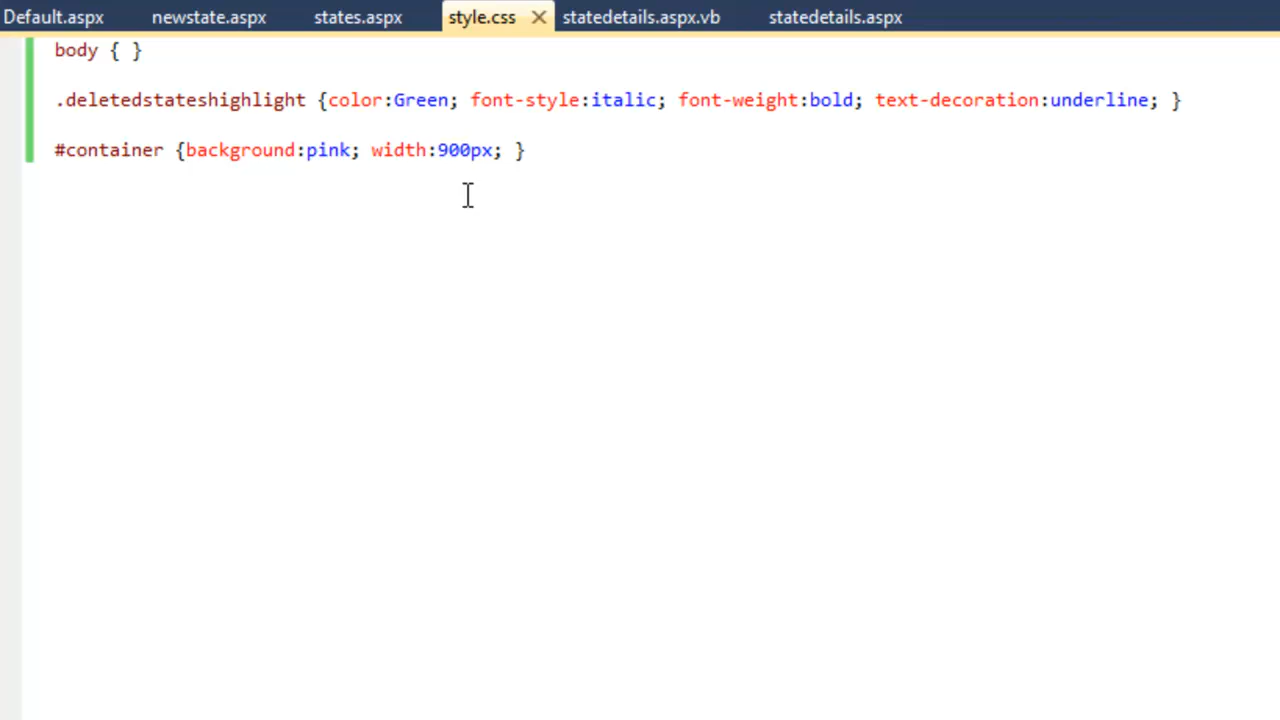 Default.aspx newstate.aspx states.aspx style.css statedetails.aspx.vb statedetails.aspx
body { }
.deletedstateshighlight {color:Green; font-style:italic; font-weight:bold; text-decoration:underline; }
#container {background:pink; width:900px; }